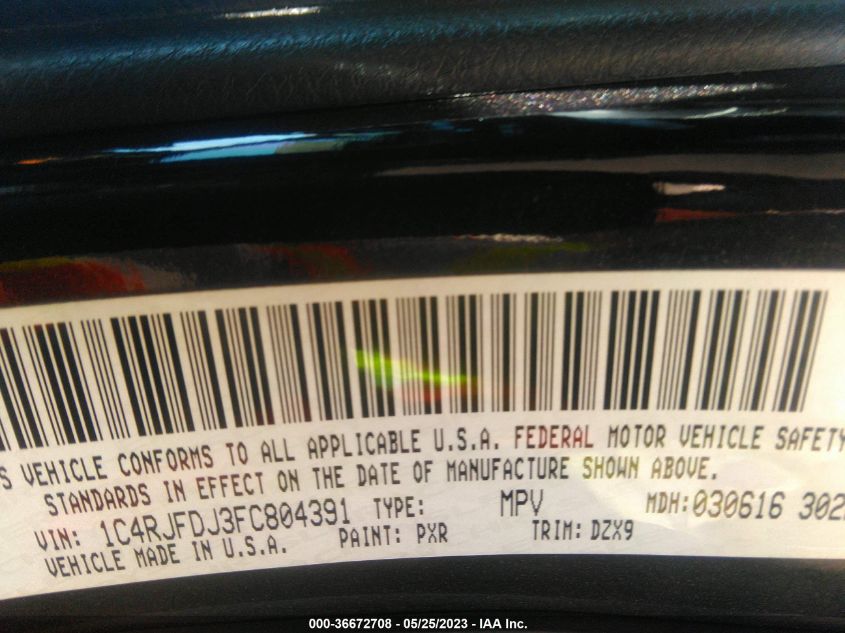 S VEHICLE CONFORMS TO ALL APPLICABLE U.S.A. FEDERAL MOTOR VEHICLE SAFETY
STANDARDS IN EFFECT ON THE DATE OF MANUFACTURE SHOWN ABOVE.
VIN: 1C4RJFDJ3FC804391 TYPE: MPV MDH:030616 302
VEHICLE MADE IN U.S.A. PAINT: PXR TRIM: DZX9
000-36672708 - 05/25/2023 - IAA Inc.